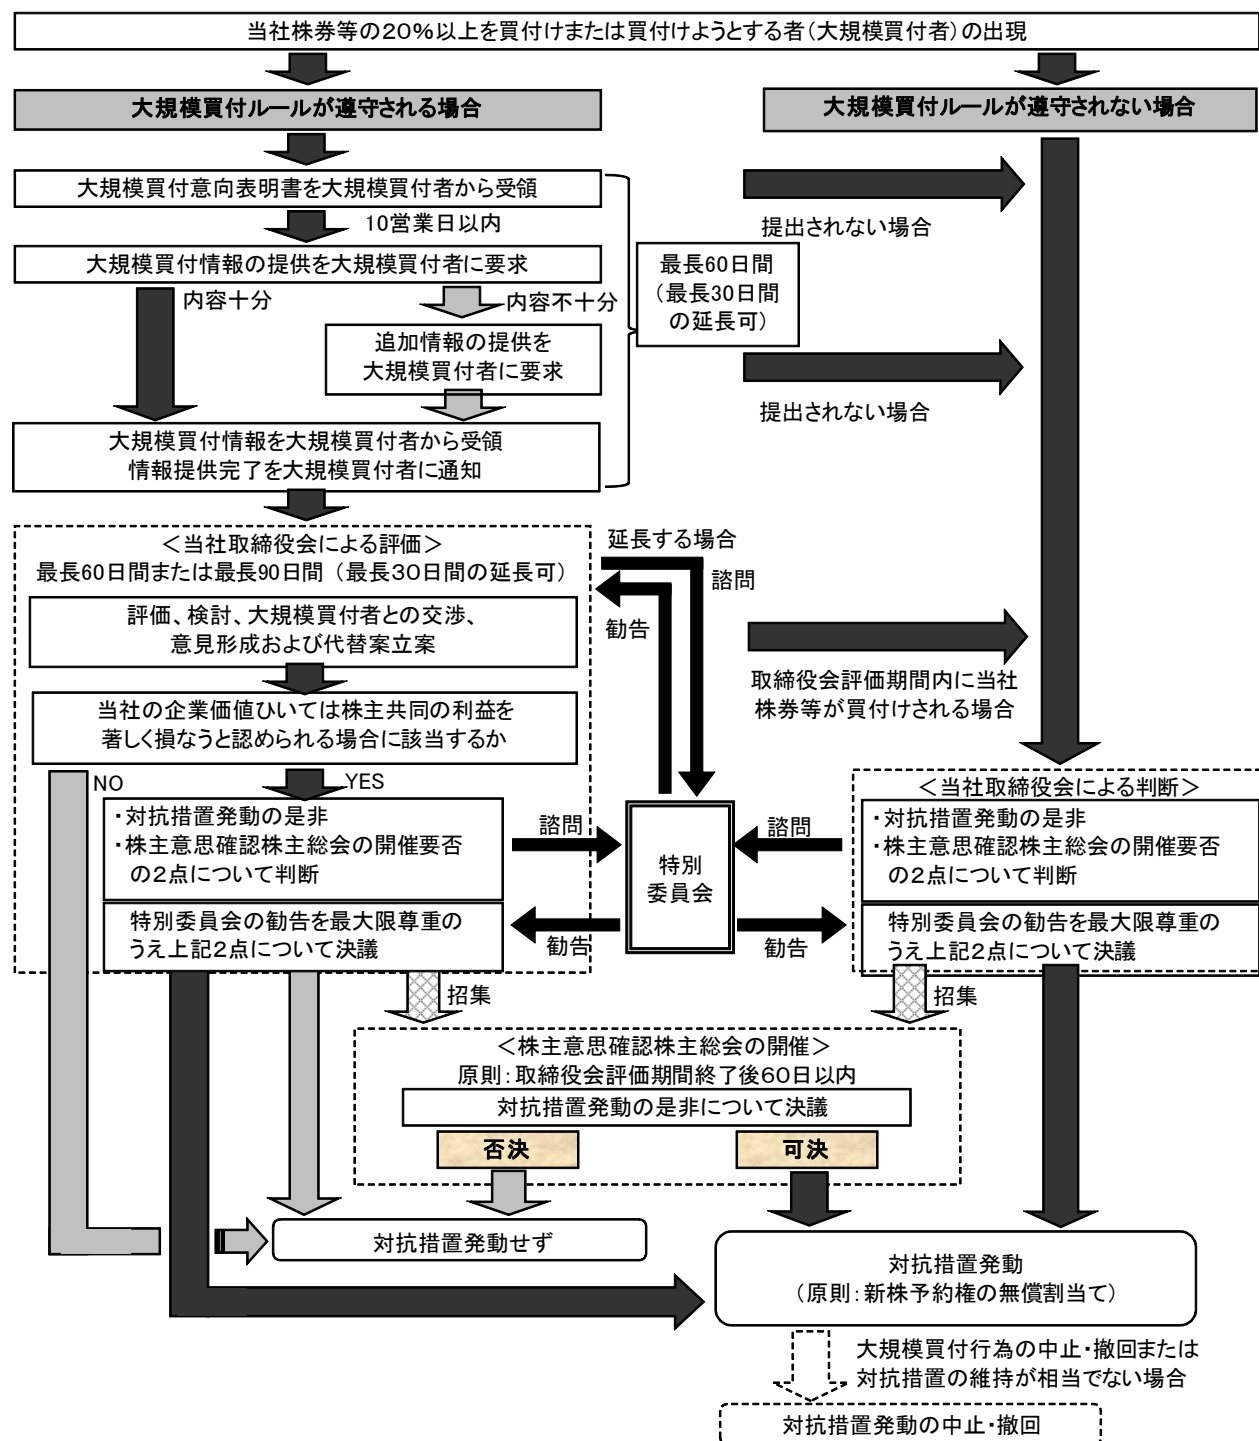 当社株券等の20％以上を買付けまたは買付けようとする者（大規模買付者）の出現
大規模買付ルールが遵守される場合
大規模買付ルールが遵守されない場合
大規模買付意向表明書を大規模買付者から受領
10営業日以内
提出されない場合
大規模買付情報の提供を大規模買付者に要求
最長60日間
（最長30日間
の延長可）
内容十分
内容不十分
追加情報の提供を
大規模買付者に要求
提出されない場合
大規模買付情報を大規模買付者から受領
情報提供完了を大規模買付者に通知
＜当社取締役会による評価＞
最長60日間または最長90日間（最長30日間の延長可）
延長する場合
諮問
勧告
評価、検討、大規模買付者との交渉、
意見形成および代替案立案
取締役会評価期間内に当社
株券等が買付けされる場合
当社の企業価値ひいては株主共同の利益を
著しく損なうと認められる場合に該当するか
NO
YES
＜当社取締役会による判断＞
・対抗措置発動の是非
・株主意思確認株主総会の開催要否
の2点について判断
諮問
特別
委員会
諮問
・対抗措置発動の是非
・株主意思確認株主総会の開催要否
の2点について判断
特別委員会の勧告を最大限尊重の
うえ上記2点について決議
勧告
勧告
特別委員会の勧告を最大限尊重の
うえ上記2点について決議
招集
招集
＜株主意思確認株主総会の開催＞
原則：取締役会評価期間終了後60日以内
対抗措置発動の是非について決議
否決
可決
対抗措置発動せず
対抗措置発動
（原則：新株予約権の無償割当て）
大規模買付行為の中止・撤回または
対抗措置の維持が相当でない場合
対抗措置発動の中止・撤回